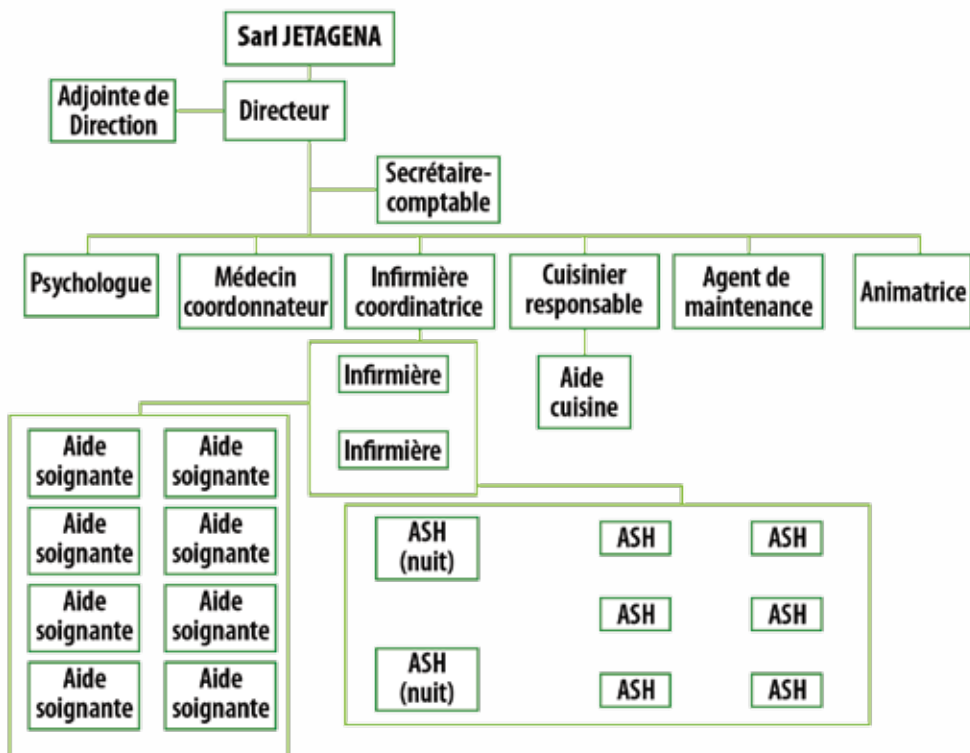 Sarl JETAGENA
Adjointe de
Direction
Directeur
Secrétaire-
comptable
Psychologue
Médecin
coordonnateur
Infirmière
coordinatrice
Cuisinier
responsable
Agent de
maintenance
Animatrice
Infirmière
Infirmière
Aide
cuisine
Aide
soignante
Aide
soignante
Aide
soignante
Aide
soignante
Aide
soignante
Aide
soignante
Aide
soignante
Aide
soignante
ASH
(nuit)
ASH
ASH
ASH
ASH
ASH
(nuit)
ASH
ASH